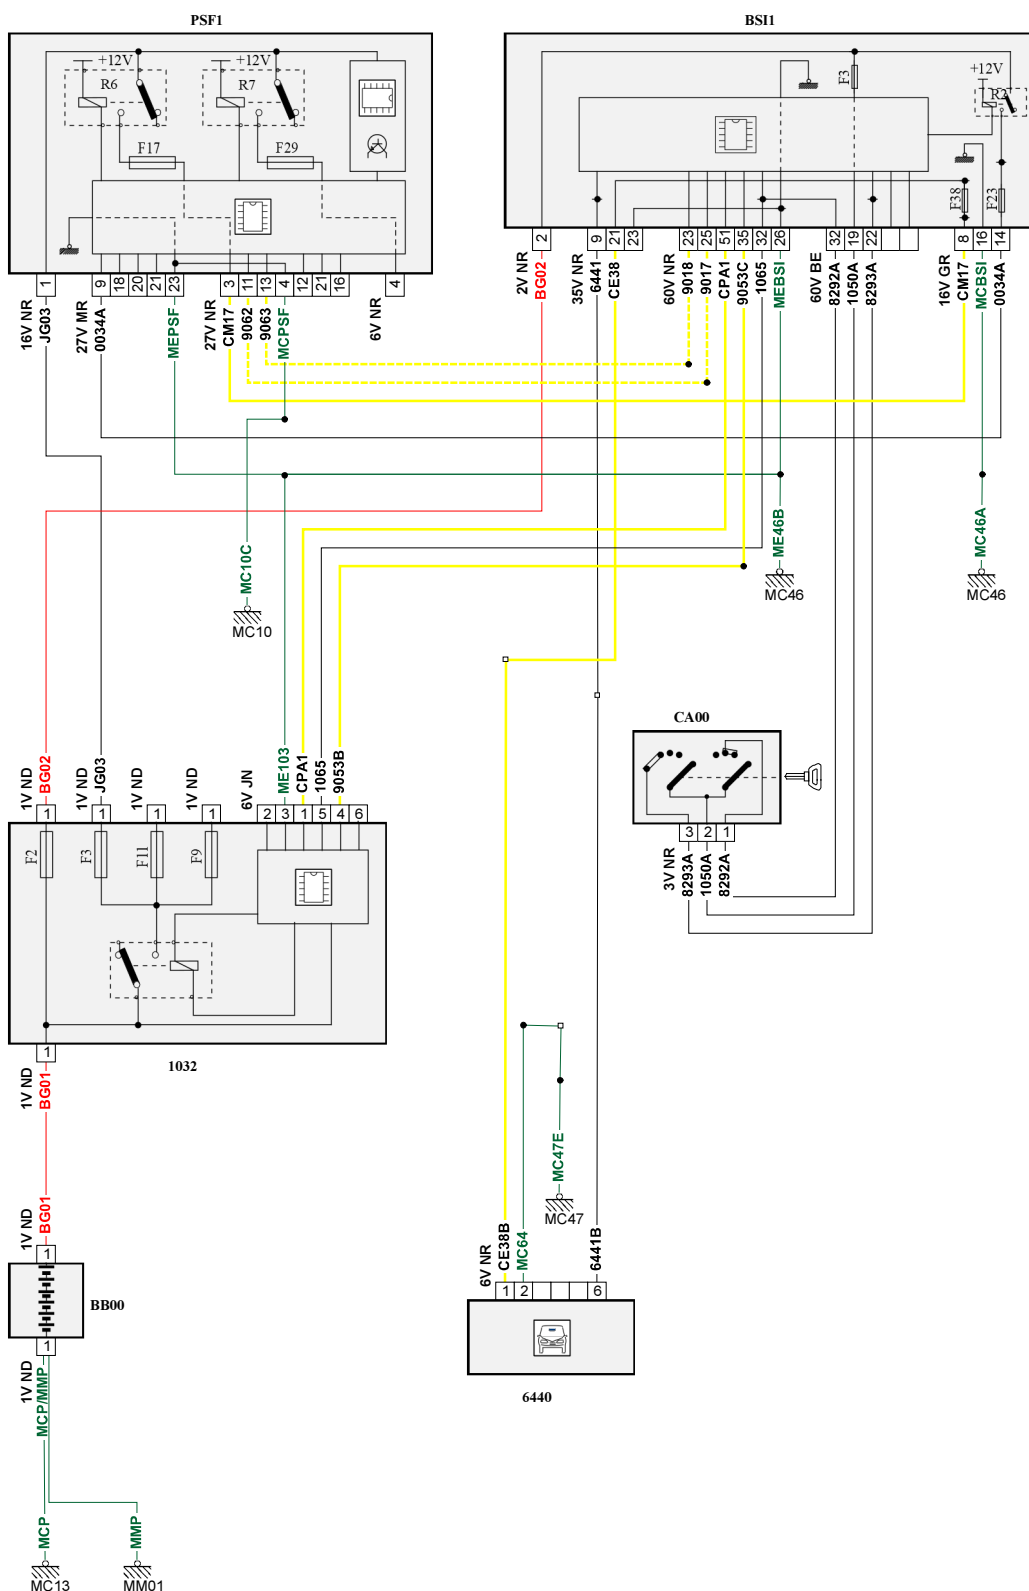 PSF1
BSI1
+12V
+12V
R6
R7
F17
F29
F3
+12V
R2
F38
F23
1
9
18
20
21
23
3
11
13
4
12
21
16
4
2
9
21
23
23
25
51
35
32
26
32
19
22
8
16
14
16V NR
JG03
27V MR
0034A
MEPSF
27V NR
CM17
9062
9063
MCPSF
6V NR
2V NR
BG02
35V NR
6441
CE38
60V NR
9018
9017
CPA1
9053C
1065
MEBSI
60V BE
8292A
1050A
8293A
16V GR
CM17
MCBSI
0034A
MC10C
MC10
ME46B
MC46
MC46A
MC46
CA00
3
2
1
3V NR
8293A
1050A
8292A
1V ND
BG02
1V ND
JG03
1V ND
1V ND
6V JN
ME103
CPA1
1065
9053B
1
1
1
1
2
3
1
5
4
6
F2
F3
F11
F9
1
1032
1V ND
BG01
1V ND
BG01
1
BB00
1
1V ND
MCP/MMP
MCP
MC13
MMP
MM01
MC47E
MC47
6V NR
CE38B
MC64
6441B
1
2
6
6440